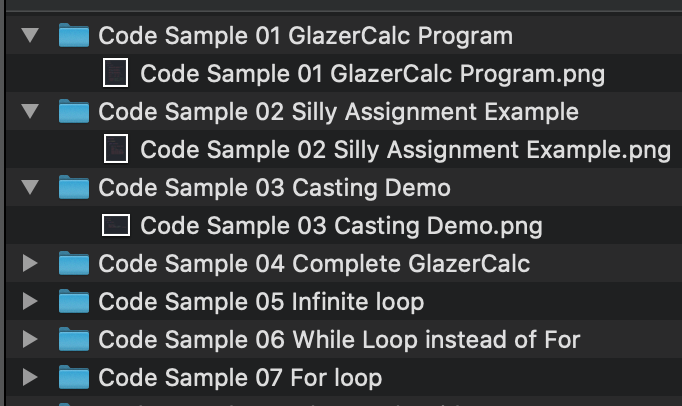 Code Sample 01 GlazerCalc Program
Code Sample 01 GlazerCalc Program.png
Code Sample 02 Silly Assignment Example
Code Sample 02 Silly Assignment Example.png
Code Sample 03 Casting Demo
Code Sample 03 Casting Demo.png
Code Sample 04 Complete GlazerCalc
Code Sample 05 Infinite loop
Code Sample 06 While Loop instead of For
Code Sample 07 For loop